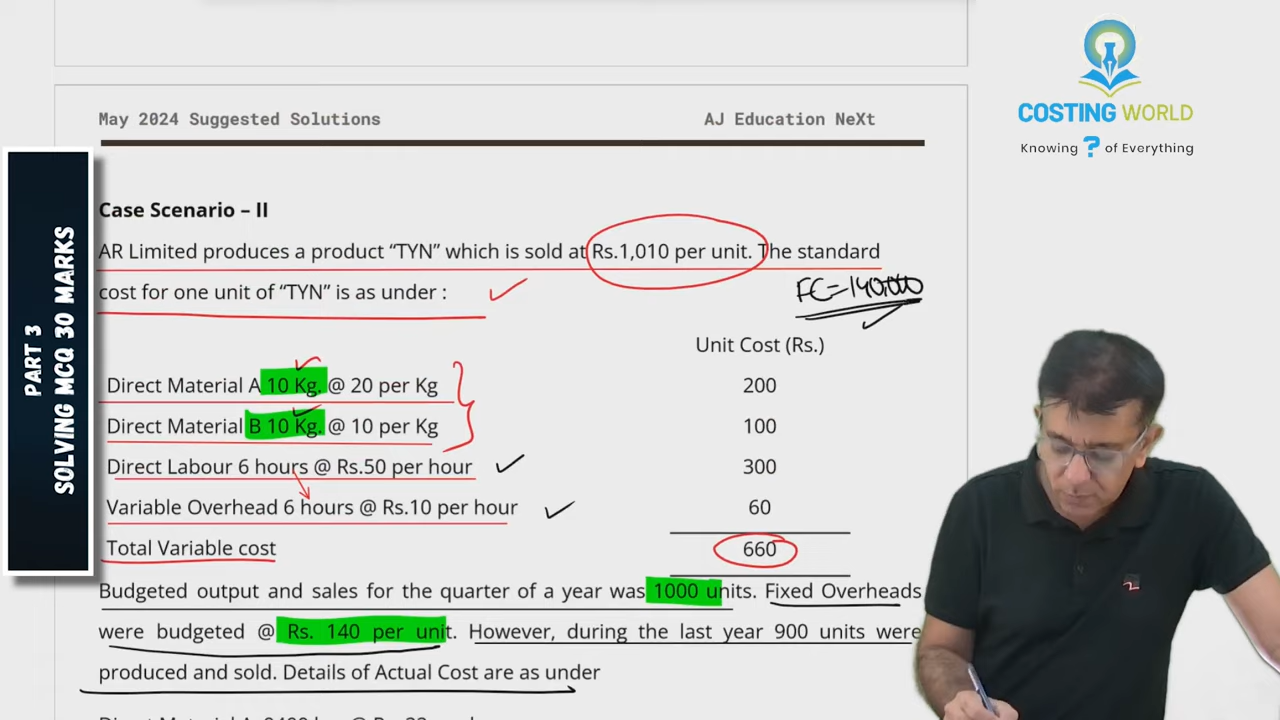 May 2024 Suggested Solutions AJ Education NeXt
COSTING WORLD
Knowing ? of Everything
PART 3
SOLVING MCQ 30 MARKS
Case Scenario – II
AR Limited produces a product “TYN” which is sold at Rs.1,010 per unit. The standard
cost for one unit of “TYN” is as under :
FC=140,000
Unit Cost (Rs.)
Direct Material A 10 Kg. @ 20 per Kg 200
Direct Material B 10 Kg. @ 10 per Kg 100
Direct Labour 6 hours @ Rs.50 per hour 300
Variable Overhead 6 hours @ Rs.10 per hour 60
Total Variable cost 660
Budgeted output and sales for the quarter of a year was 1000 units. Fixed Overheads
were budgeted @ Rs. 140 per unit. However, during the last year 900 units were
produced and sold. Details of Actual Cost are as under